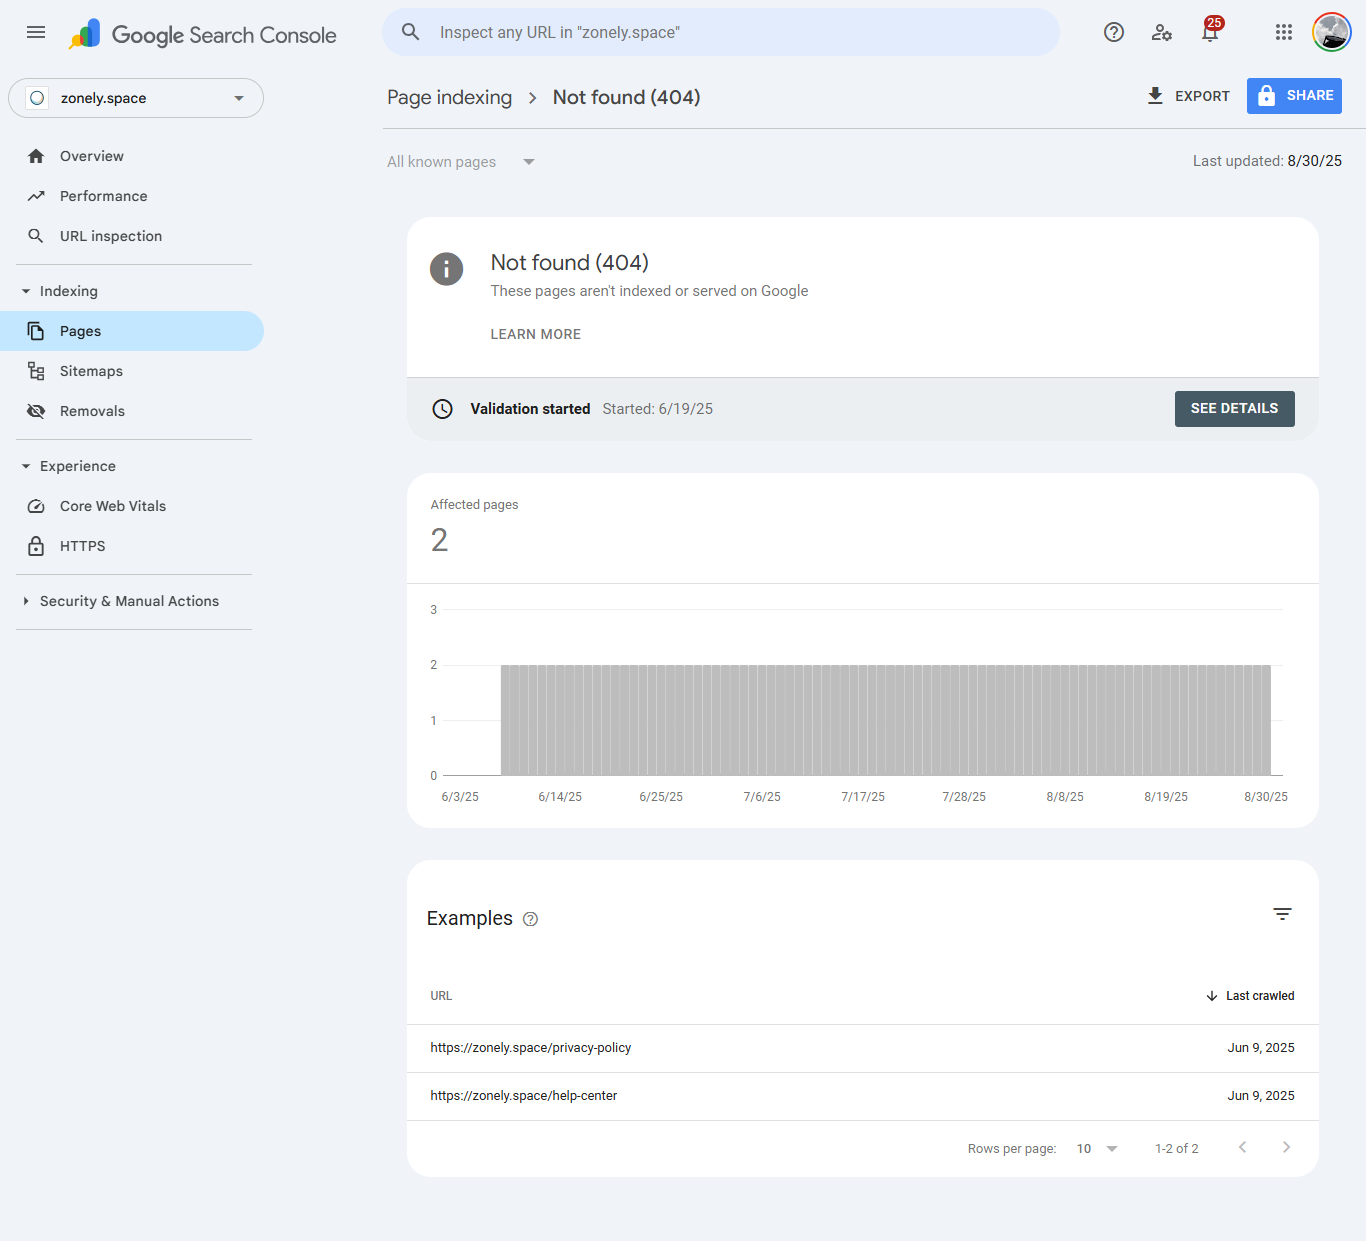 Google Search Console
Inspect any URL in "zonely.space"
25
zonely.space
Page indexing
Not found (404)
EXPORT
SHARE
All known pages
Last updated: 8/30/25
Overview
Performance
URL inspection
Indexing
Pages
Sitemaps
Removals
Experience
Core Web Vitals
HTTPS
Security & Manual Actions
Not found (404)
These pages aren't indexed or served on Google
LEARN MORE
Validation started Started: 6/19/25
SEE DETAILS
Affected pages
2
3
2
1
0
6/3/25 6/14/25 6/25/25 7/6/25 7/17/25 7/28/25 8/8/25 8/19/25 8/30/25
Examples
URL Last crawled
https://zonely.space/privacy-policy Jun 9, 2025
https://zonely.space/help-center Jun 9, 2025
Rows per page: 10 1-2 of 2